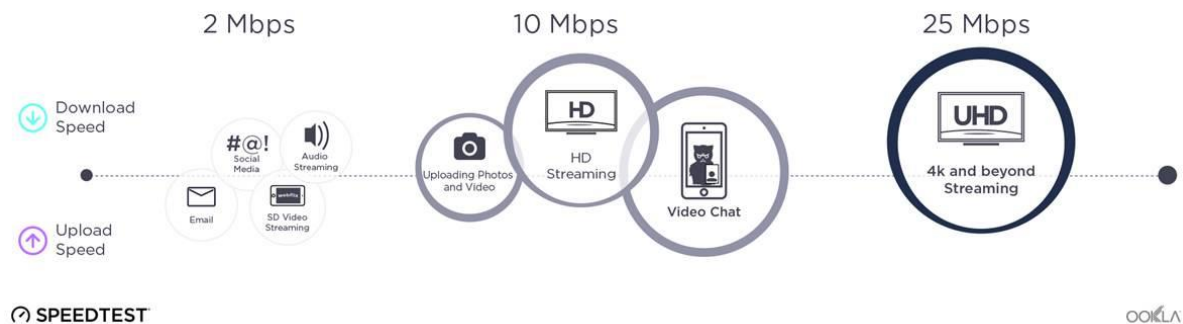 2 Mbps
10 Mbps
25 Mbps
Download
Speed
#@!
Social
Media
Audio
Streaming
Email
SD Video
Streaming
Uploading Photos
and Video
HD
HD
Streaming
Video Chat
UHD
4k and beyond
Streaming
Upload
Speed
SPEEDTEST
OOKLA